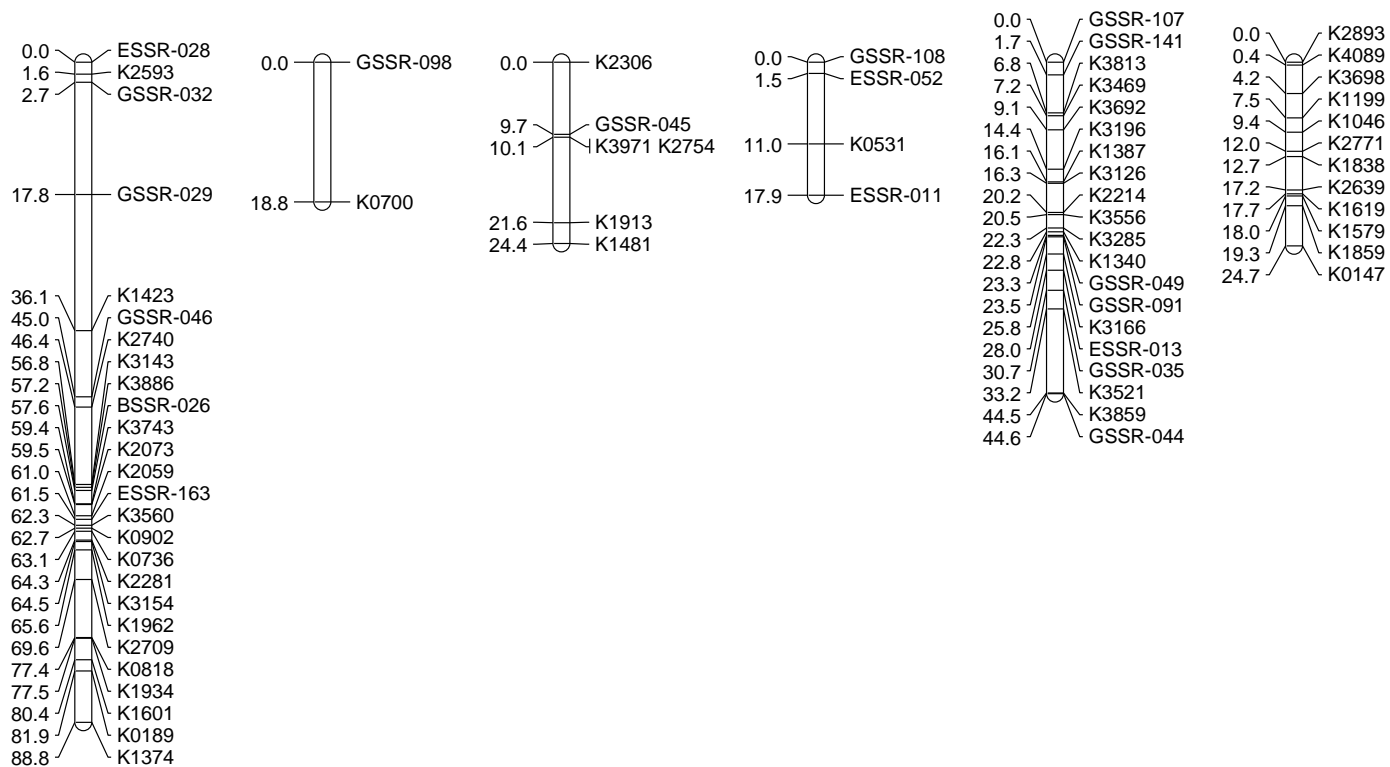 0.0 ESSR-028
1.6 K2593
2.7 GSSR-032
17.8 GSSR-029
36.1 K1423
45.0 GSSR-046
46.4 K2740
56.8 K3143
57.2 K3886
57.6 BSSR-026
59.4 K3743
59.5 K2073
61.0 K2059
61.5 ESSR-163
62.3 K3560
62.7 K0902
63.1 K0736
64.3 K2281
64.5 K3154
65.6 K1962
69.6 K2709
77.4 K0818
77.5 K1934
80.4 K1601
81.9 K0189
88.8 K1374
0.0 GSSR-098
18.8 K0700
0.0 K2306
9.7 GSSR-045
10.1 K3971 K2754
21.6 K1913
24.4 K1481
0.0 GSSR-108
1.5 ESSR-052
11.0 K0531
17.9 ESSR-011
0.0 GSSR-107
1.7 GSSR-141
6.8 K3813
7.2 K3469
9.1 K3692
14.4 K3196
16.1 K1387
16.3 K3126
20.2 K2214
20.5 K3556
22.3 K3285
22.8 K1340
23.3 GSSR-049
23.5 GSSR-091
25.8 K3166
28.0 ESSR-013
30.7 GSSR-035
33.2 K3521
44.5 K3859
44.6 GSSR-044
0.0 K2893
0.4 K4089
4.2 K3698
7.5 K1199
9.4 K1046
12.0 K2771
12.7 K1838
17.2 K2639
17.7 K1619
18.0 K1579
19.3 K1859
24.7 K0147